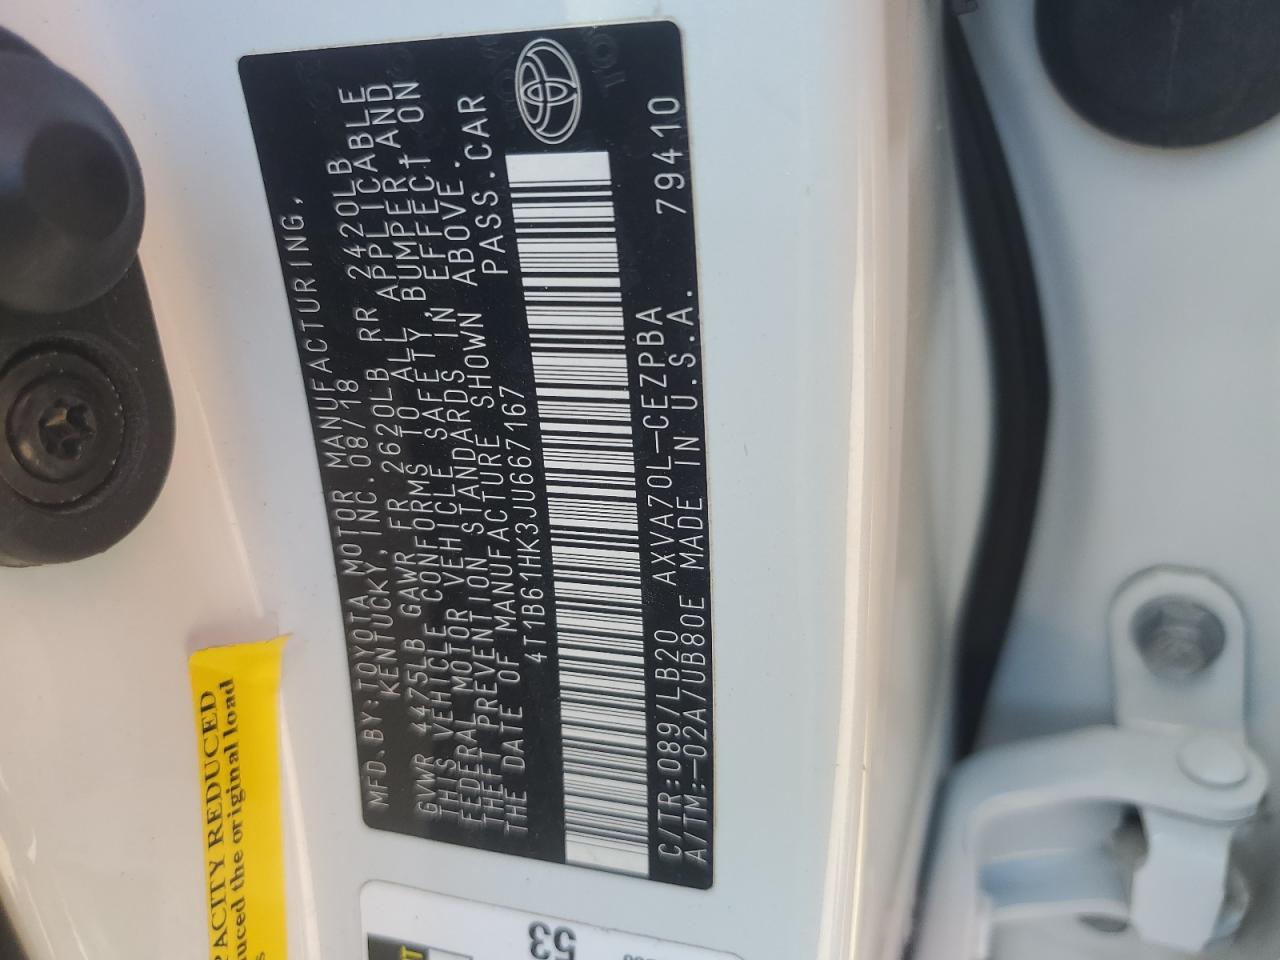 MFD.BY:TOYOTA MOTOR MANUFACTURING,
KENTUCKY,INC.08/18
GVWR 4475LB GAWR FR 2620LB RR 2420LB
THIS VEHICLE CONFORMS TO ALL APPLICABLE
FEDERAL MOTOR VEHICLE SAFETY,BUMPER,AND
THEFT PREVENTION STANDARDS IN EFFECT ON
THE DATE OF MANUFACTURE SHOWN ABOVE.
4T1B61HK3JU667167 PASS.CAR
C/TR:089/LB20 AXVA70L-CEZPBA 79410
A/TM:-02A/UB80E MADE IN U.S.A.
PACITY REDUCED
uced the original load
s
53